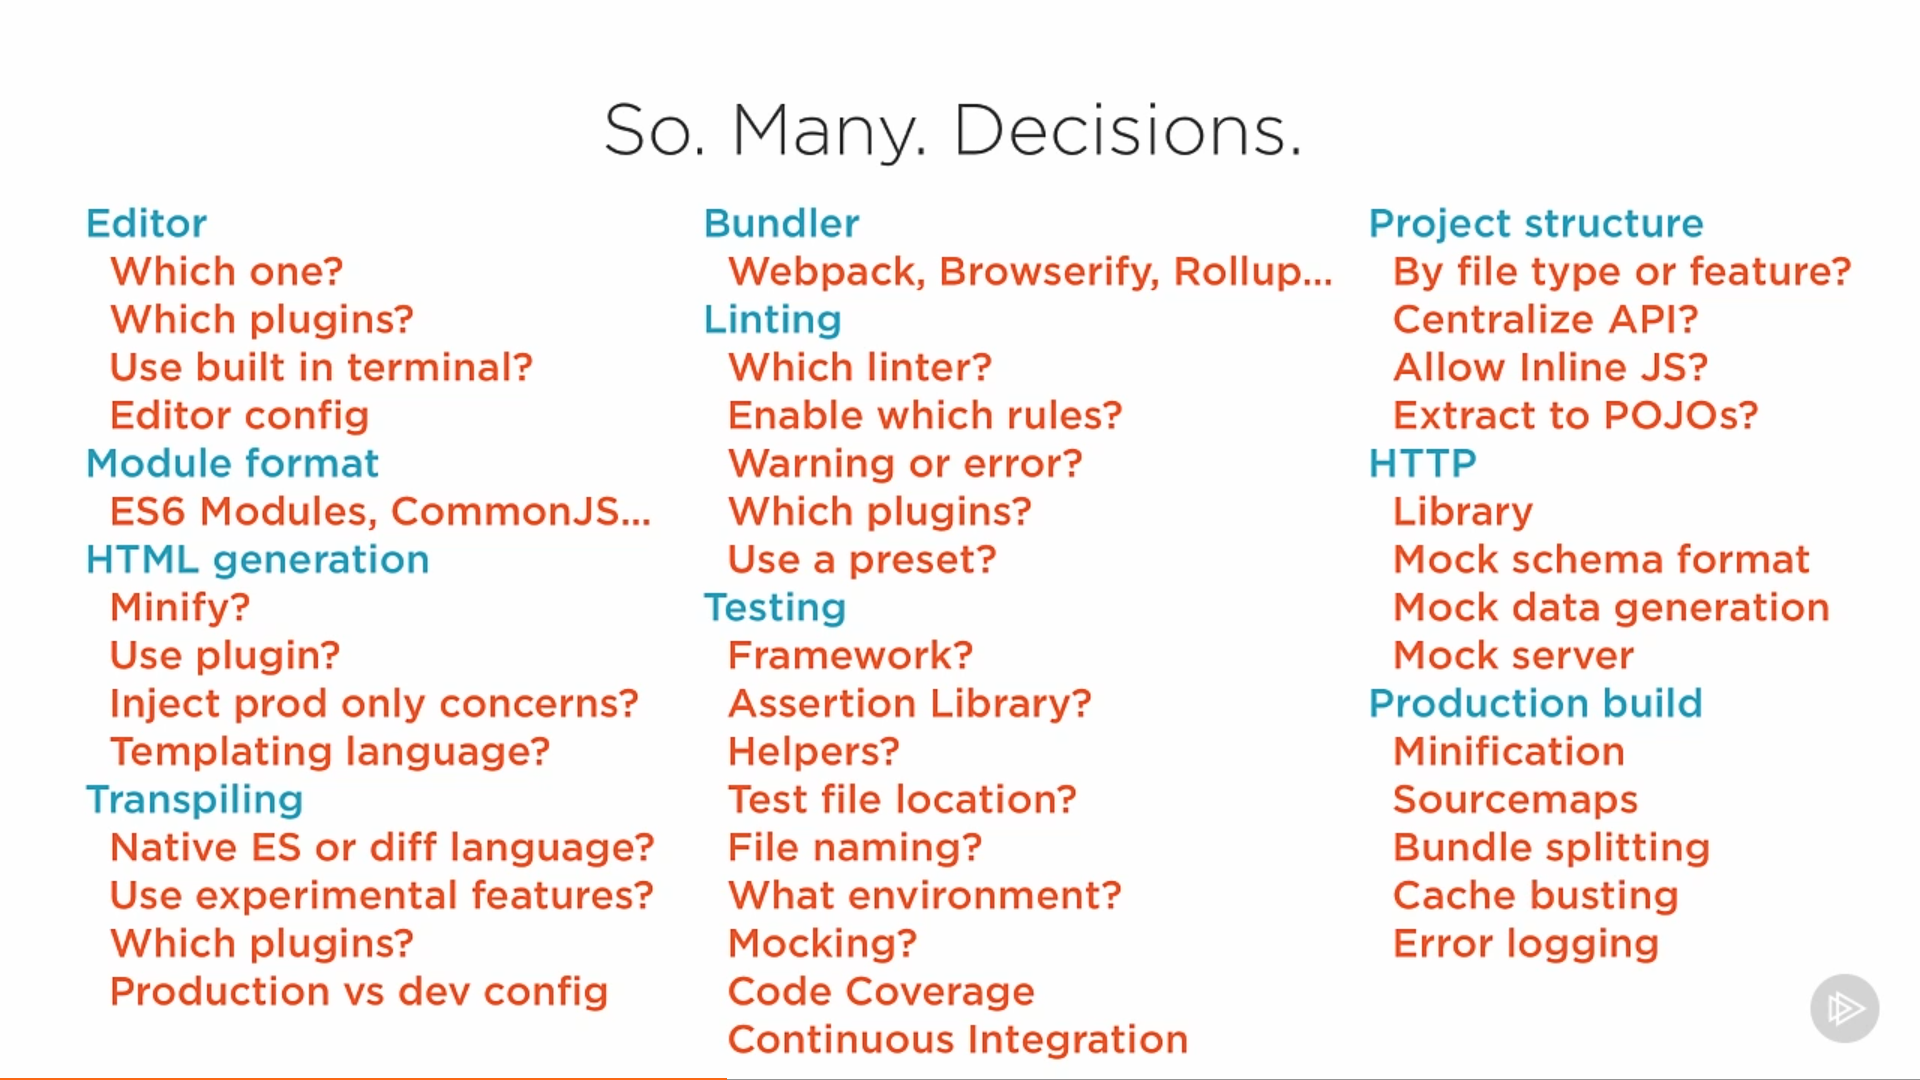 So. Many. Decisions.
Editor
Which one?
Which plugins?
Use built in terminal?
Editor config
Module format
ES6 Modules, CommonJS...
HTML generation
Minify?
Use plugin?
Inject prod only concerns?
Templating language?
Transpiling
Native ES or diff language?
Use experimental features?
Which plugins?
Production vs dev config
Bundler
Webpack, Browserify, Rollup...
Linting
Which linter?
Enable which rules?
Warning or error?
Which plugins?
Use a preset?
Testing
Framework?
Assertion Library?
Helpers?
Test file location?
File naming?
What environment?
Mocking?
Code Coverage
Continuous Integration
Project structure
By file type or feature?
Centralize API?
Allow Inline JS?
Extract to POJOs?
HTTP
Library
Mock schema format
Mock data generation
Mock server
Production build
Minification
Sourcemaps
Bundle splitting
Cache busting
Error logging